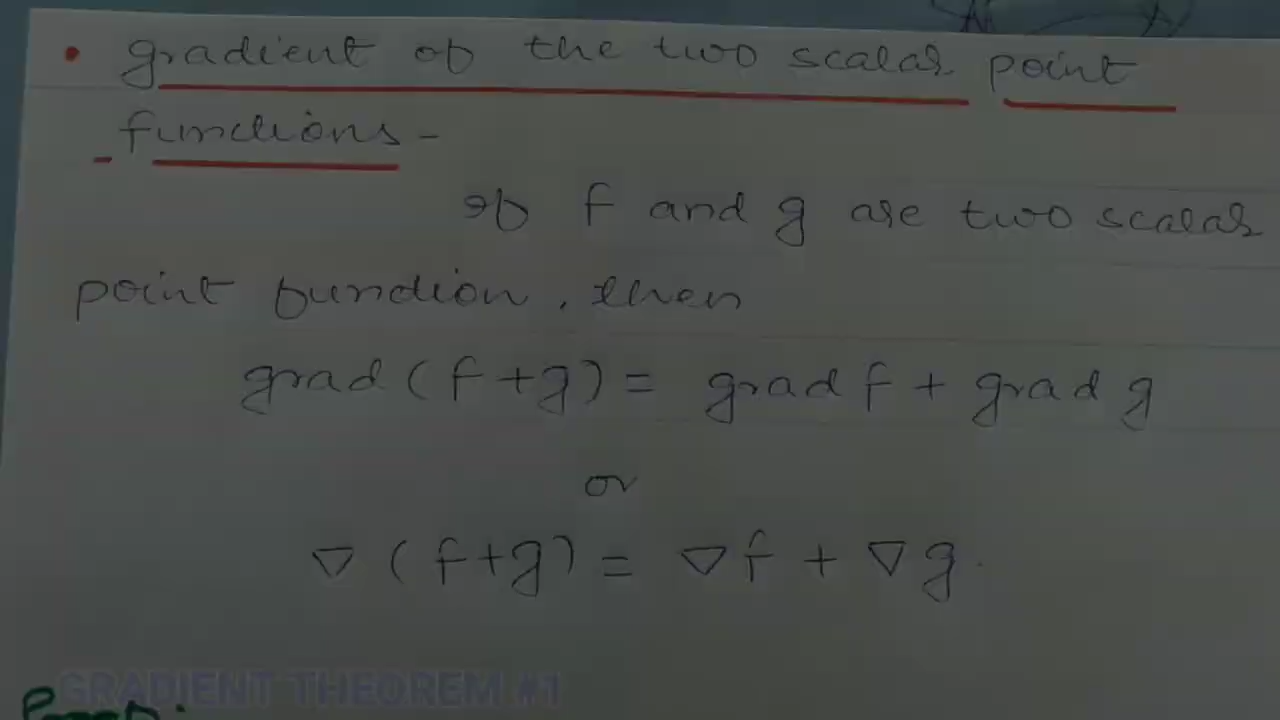 • gradient of the two scalar point
functions -
If f and g are two scalar
point function, then
grad (f+g) = grad f + grad g
or
∇ (f+g) = ∇f + ∇g.
GRADIENT THEOREM #1
Proof: